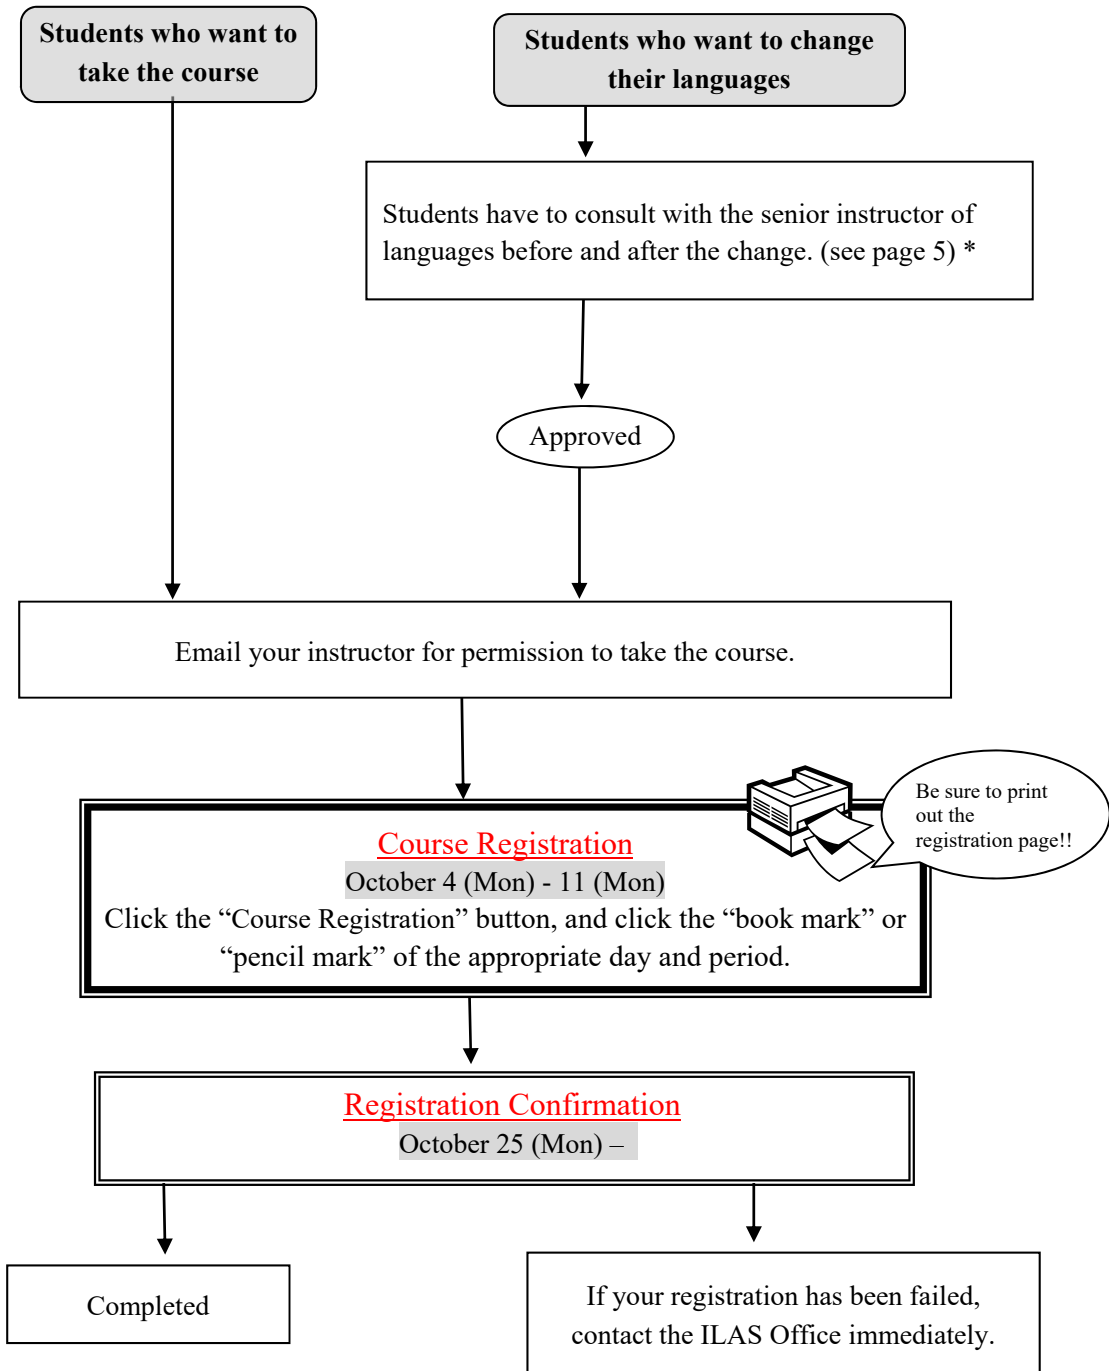 Students who want to
take the course
Students who want to change
their languages
Students have to consult with the senior instructor of
languages before and after the change. (see page 5) *
Approved
Email your instructor for permission to take the course.
Be sure to print
out the
registration page!!
Course Registration
October 4 (Mon) - 11 (Mon)
Click the “Course Registration” button, and click the “book mark” or
“pencil mark” of the appropriate day and period.
Registration Confirmation
October 25 (Mon) –
Completed
If your registration has been failed,
contact the ILAS Office immediately.